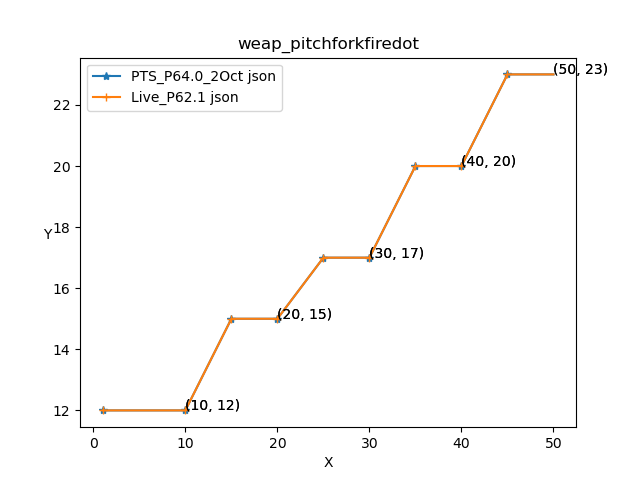 weap_pitchforkfiredot
PTS_P64.0_2Oct json
Live_P62.1 json
(50, 23)
22
(40, 20)
20
18
Y
(30, 17)
16
(20, 15)
14
(10, 12)
12
0 10 20 30 40 50
X